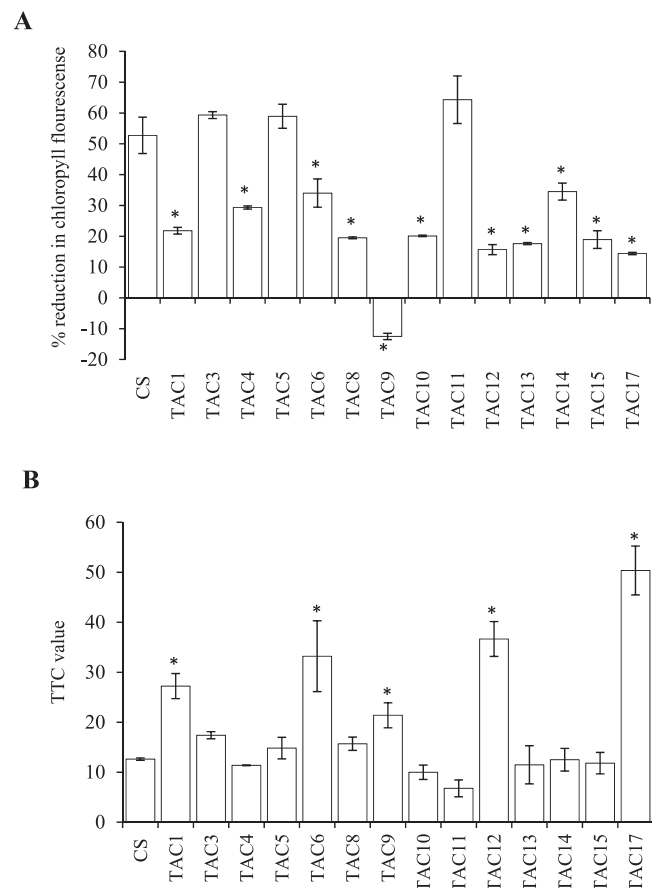 A
% reduction in chloropyll flourescense
80
70
60
50
40
30
20
10
0
-10
-20
* * * * * * * * * * *
CS TAC1 TAC3 TAC4 TAC5 TAC6 TAC8 TAC9 TAC10 TAC11 TAC12 TAC13 TAC14 TAC15 TAC17
B
TTC value
60
50
40
30
20
10
0
* * * * *
CS TAC1 TAC3 TAC4 TAC5 TAC6 TAC8 TAC9 TAC10 TAC11 TAC12 TAC13 TAC14 TAC15 TAC17